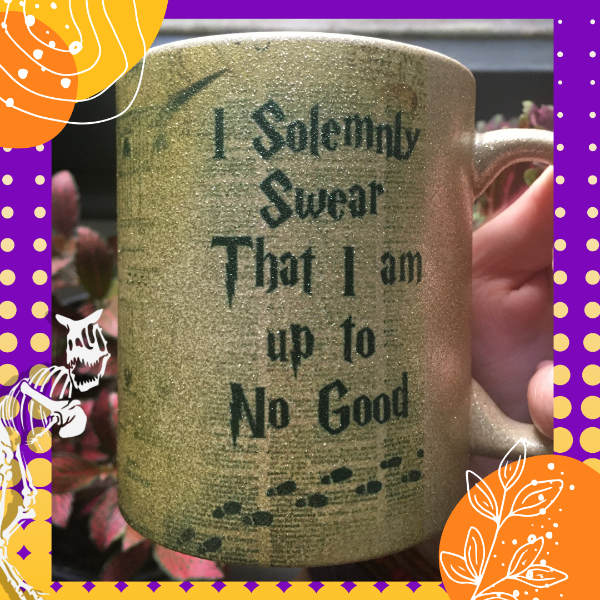 I Solemnly
Swear
That I am
up to
No Good